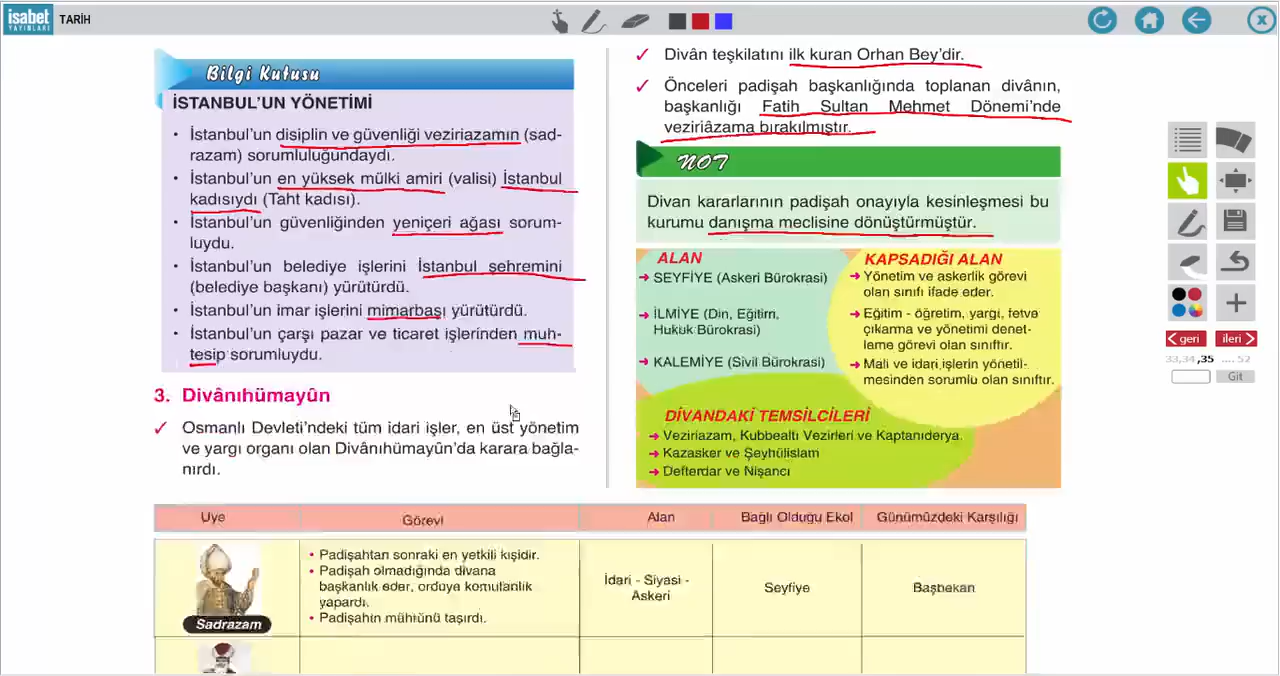 isabet
YAYINLARI
TARİH
Bilgi Kutusu
İSTANBUL'UN YÖNETİMİ
• İstanbul'un disiplin ve güvenliği veziriazamın (sad-
razam) sorumluluğundaydı.
• İstanbul'un en yüksek mülki amiri (valisi) İstanbul
kadısıydı (Taht kadısı).
• İstanbul'un güvenliğinden yeniçeri ağası sorum-
luydu.
• İstanbul'un belediye işlerini İstanbul şehremini
(belediye başkanı) yürütürdü.
• İstanbul'un imar işlerini mimarbaşı yürütürdü.
• İstanbul'un çarşı pazar ve ticaret işlerinden muh-
tesip sorumluydu.
3. Divânıhümayûn
✓ Osmanlı Devleti'ndeki tüm idari işler, en üst yönetim
ve yargı organı olan Divânıhümayûn'da karara bağla-
nırdı.
✓ Divân teşkilatını ilk kuran Orhan Bey'dir.
✓ Önceleri padişah başkanlığında toplanan divânın,
başkanlığı Fatih Sultan Mehmet Dönemi'nde
veziriâzama bırakılmıştır.
NOT
Divan kararlarının padişah onayıyla kesinleşmesi bu
kurumu danışma meclisine dönüştürmüştür.
ALAN
→ SEYFİYE (Askeri Bürokrasi)
→ İLMİYE (Din, Eğitim,
Hukuk Bürokrasi)
→ KALEMİYE (Sivil Bürokrasi)
KAPSADIĞI ALAN
→ Yönetim ve askerlik görevi
olan sınıfı ifade eder.
→ Eğitim - öğretim, yargı, fetva
çıkarma ve yönetimi denet-
leme görevi olan sınıftır.
→ Mali ve idari işlerin yönetil-
mesinden sorumlu olan sınıftır.
DİVANDAKİ TEMSİLCİLERİ
→ Veziriazam, Kubbealtı Vezirleri ve Kaptanıderya
→ Kazasker ve Şeyhülislam
→ Defterdar ve Nişancı
Üye Görevi Alan Bağlı Olduğu Ekol Günümüzdeki Karşılığı
Sadrazam
• Padişahtan sonraki en yetkili kişidir.
• Padişah olmadığında divana
başkanlık eder, orduya komutanlık
yapardı.
• Padişahın mührünü taşırdı.
İdari - Siyasi -
Askeri
Seyfiye
Başbakan
geri ileri
33,34,35 .... 52
Git